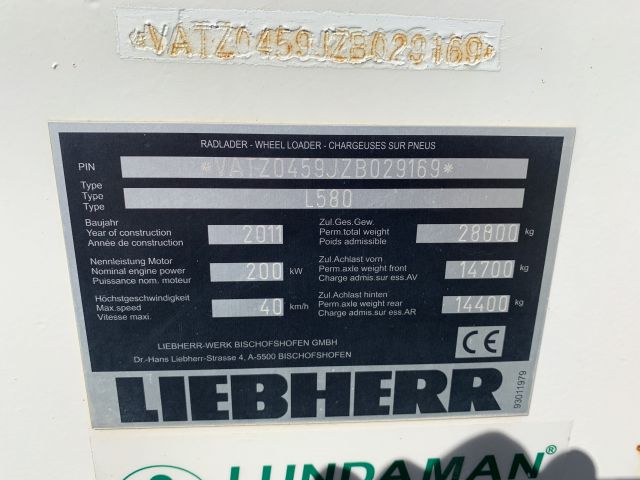 *VATZ0459JZB029169*
RADLADER - WHEEL LOADER - CHARGEUSES SUR PNEUS
PIN *VATZ0459JZB029169*
Type
Type L580
Type
Baujahr
Year of construction 2011
Année de construction
Zul.Ges.Gew.
Perm.total weight 28800 kg
Poids admissible
Nennleistung Motor
Nominal engine power 200 kW
Puissance nom. moteur
Zul.Achslast vorn
Perm.axle weight front 14700 kg
Charge admis.sur ess.AV
Höchstgeschwindigkeit
Max.speed 40 km/h
Vitesse maxi.
Zul.Achlast hinten
Perm.axle weight rear 14400 kg
Charge admis.sur ess.AR
LIEBHERR-WERK BISCHOFSHOFEN GMBH
Dr.-Hans Liebherr-Strasse 4, A-5500 BISCHOFSHOFEN
CE
LIEBHERR
93011979
LUNDAMAN®